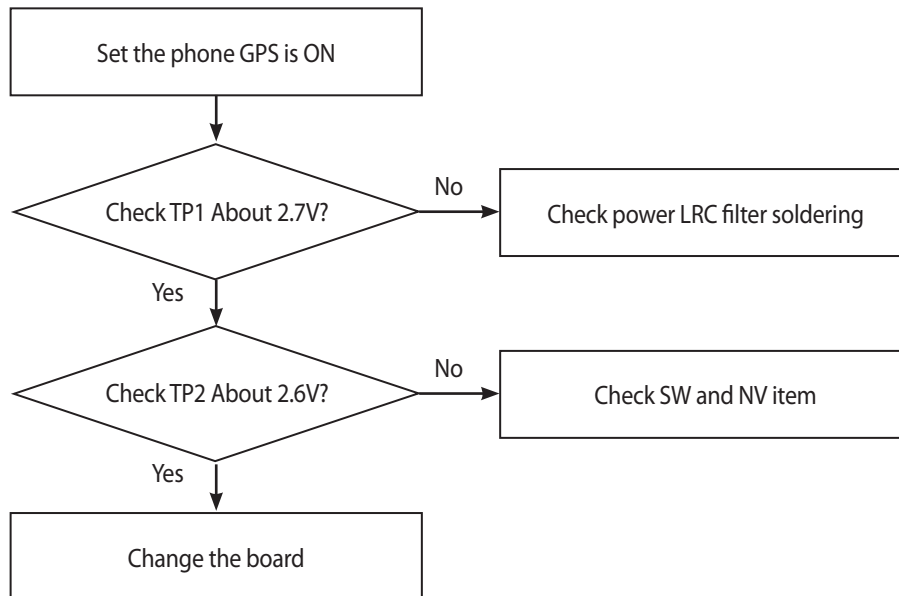 Set the phone GPS is ON
Check TP1 About 2.7V?
No
Check power LRC filter soldering
Yes
Check TP2 About 2.6V?
No
Check SW and NV item
Yes
Change the board